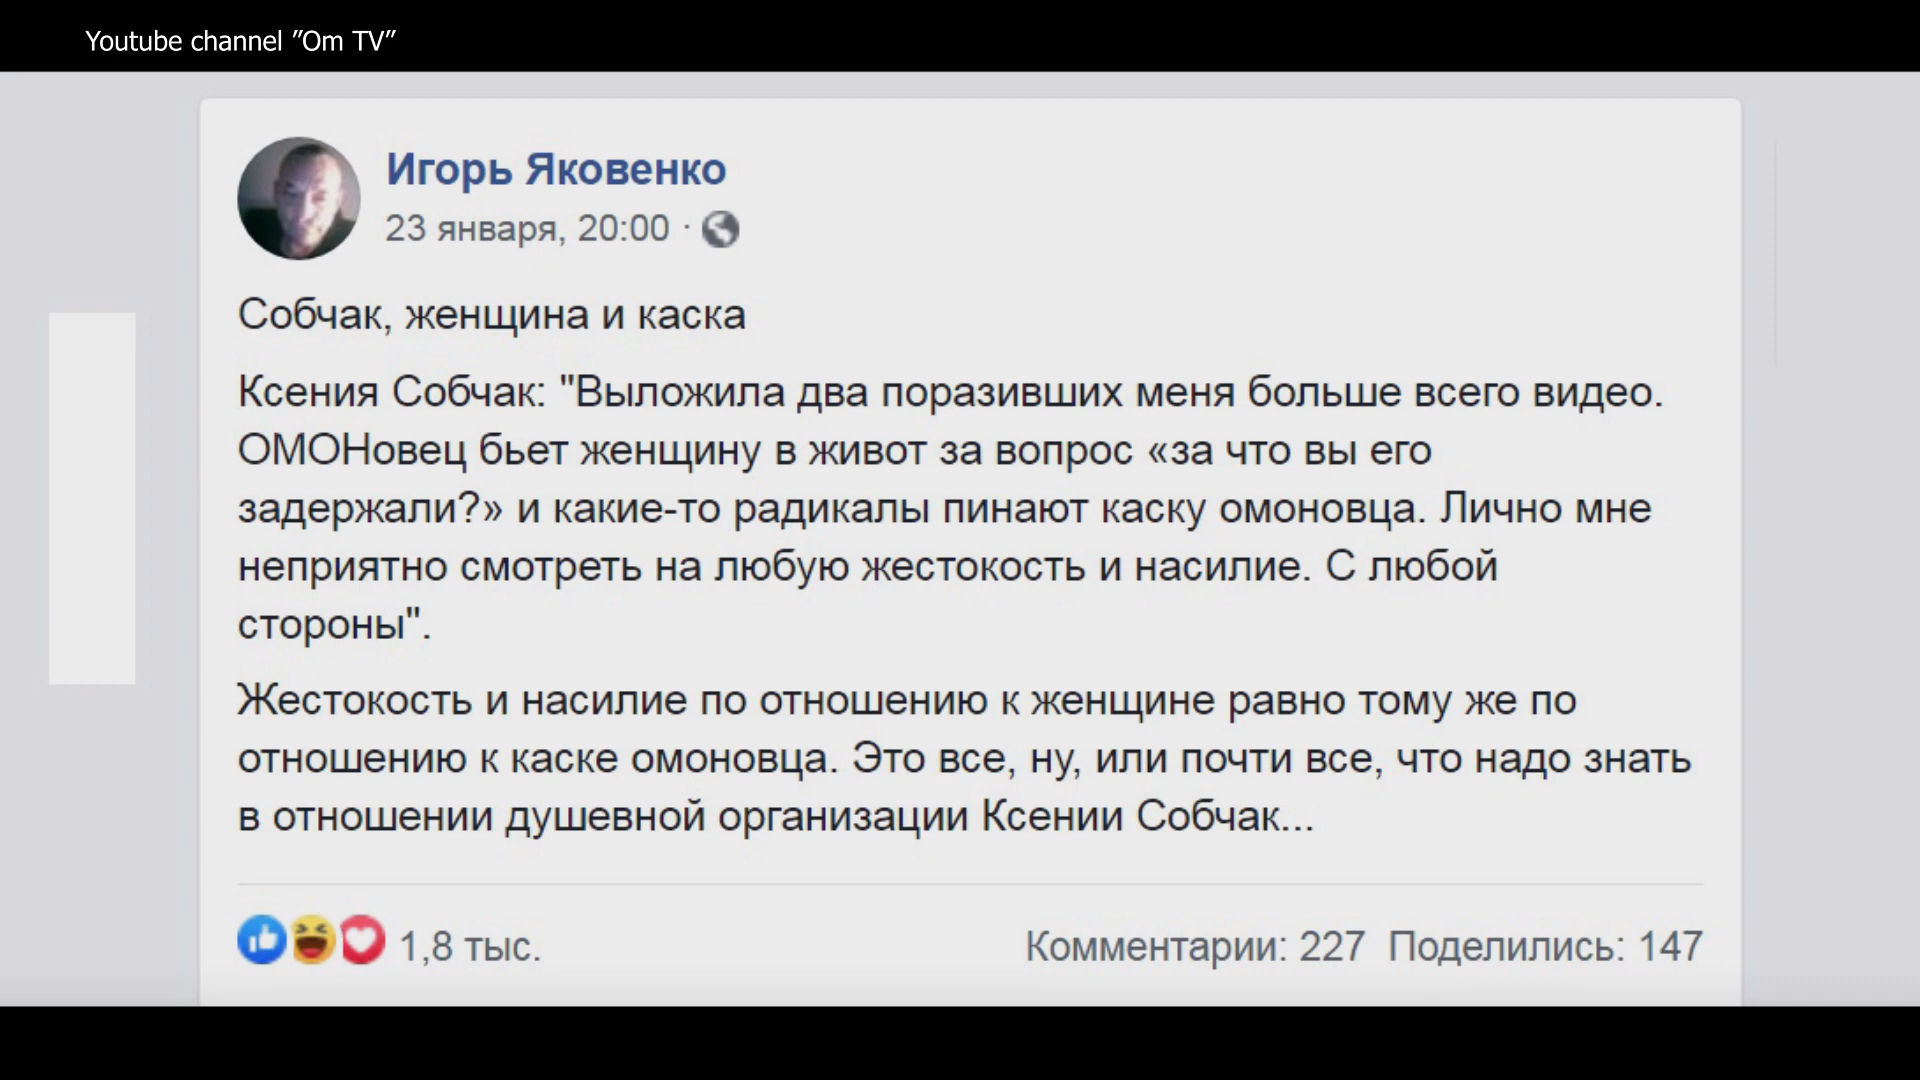 Youtube channel ”Om TV”
Игорь Яковенко
23 января, 20:00 ·
Собчак, женщина и каска
Ксения Собчак: "Выложила два поразивших меня больше всего видео.
ОМОНовец бьет женщину в живот за вопрос «за что вы его
задержали?» и какие-то радикалы пинают каску омоновца. Лично мне
неприятно смотреть на любую жестокость и насилие. С любой
стороны".
Жестокость и насилие по отношению к женщине равно тому же по
отношению к каске омоновца. Это все, ну, или почти все, что надо знать
в отношении душевной организации Ксении Собчак...
1,8 тыс.
Комментарии: 227 Поделились: 147